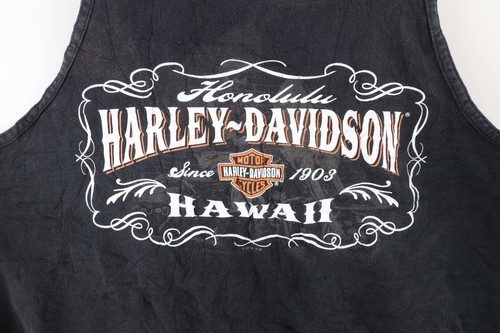 Honolulu
HARLEY-DAVIDSON®
Since 1903
MOTOR
HARLEY-DAVIDSON
CYCLES
HAWAII